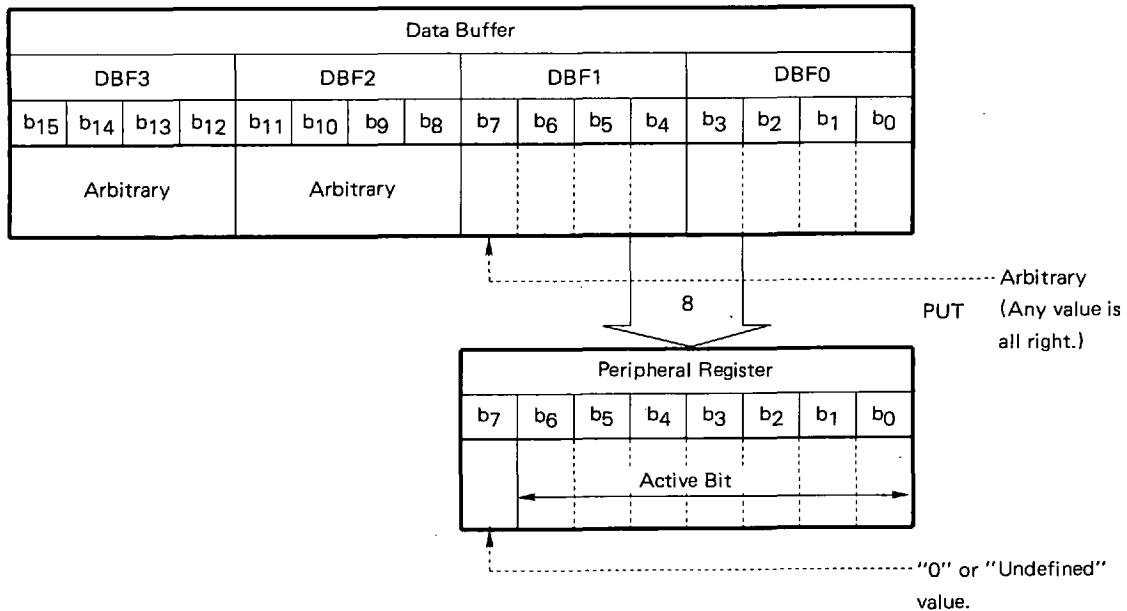 Data Buffer
DBF3 DBF2 DBF1 DBF0
b15 b14 b13 b12 b11 b10 b9 b8 b7 b6 b5 b4 b3 b2 b1 b0
Arbitrary Arbitrary
8
PUT
Arbitrary
(Any value is
all right.)
Peripheral Register
b7 b6 b5 b4 b3 b2 b1 b0
Active Bit
"0" or "Undefined"
value.